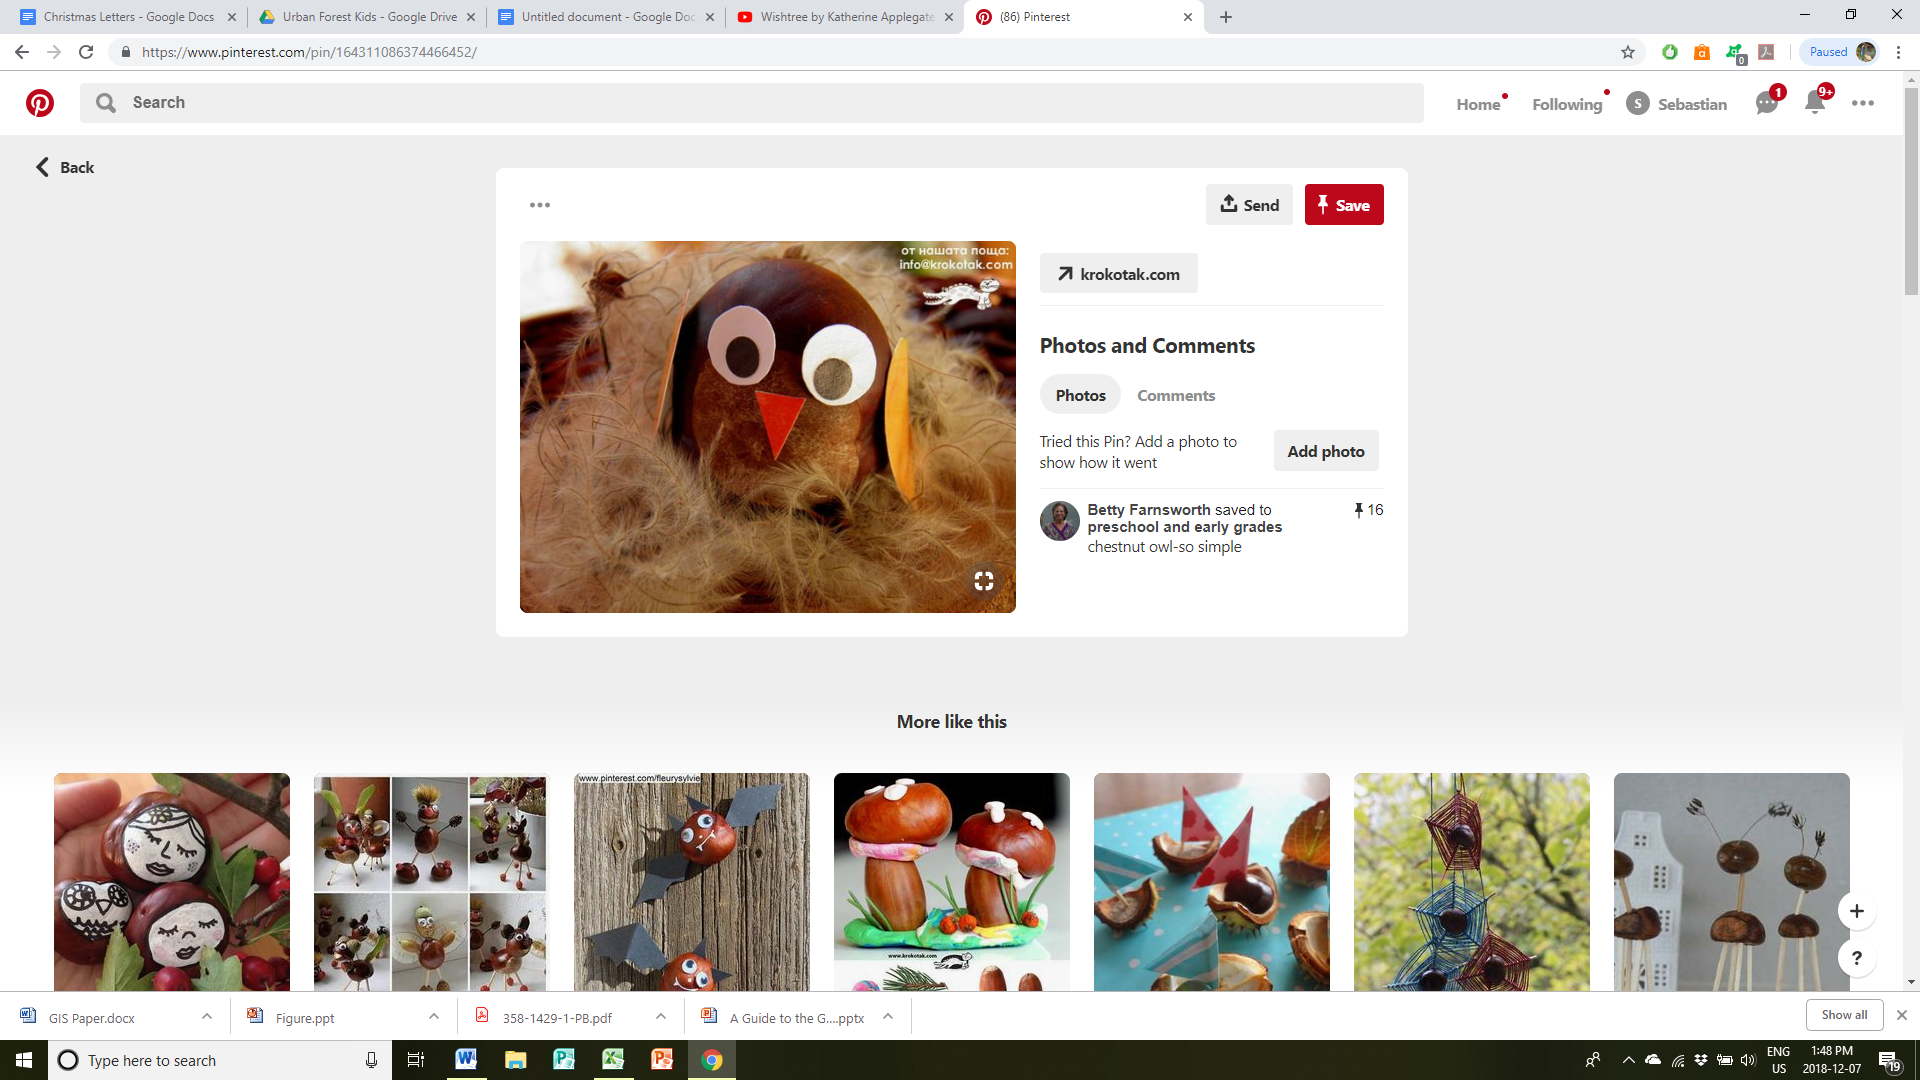 Christmas Letters - Google Docs
Urban Forest Kids - Google Drive
Untitled document - Google Doc
Wishtree by Katherine Applegate
(86) Pinterest
https://www.pinterest.com/pin/164311086374466452/
0
Paused
Search
Home
Following
S
Sebastian
1
9+
Back
Send
Save
от нашата поща:
info@krokotak.com
krokotak.com
Photos and Comments
Photos
Comments
Tried this Pin? Add a photo to
show how it went
Add photo
Betty Farnsworth saved to
preschool and early grades
chestnut owl-so simple
16
More like this
www.pinterest.com/fleurysylvie
www.krokotak.com
+
?
GIS Paper.docx
Figure.ppt
358-1429-1-PB.pdf
A Guide to the G....pptx
Show all
Type here to search
ENG
US
1:48 PM
2018-12-07
19